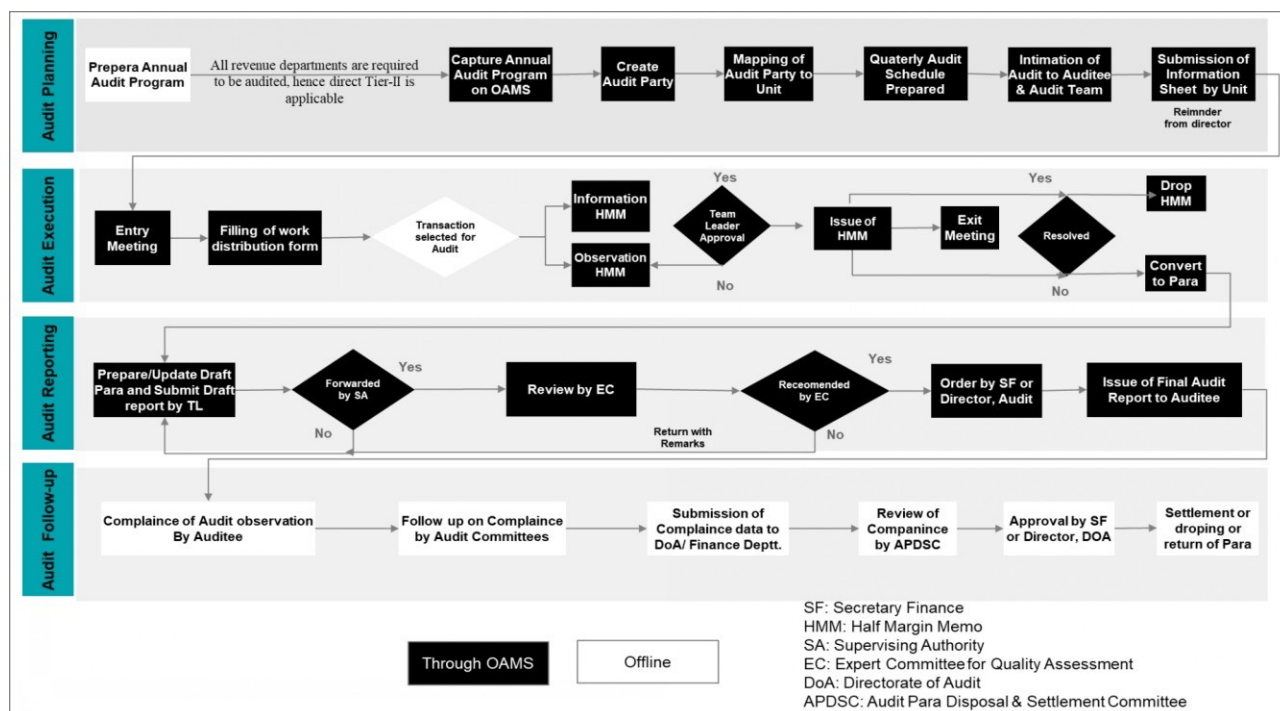 Audit Planning
Prepera Annual
Audit Program
All revenue departments are required
to be audited, hence direct Tier-II is
applicable
Capture Annual
Audit Program
on OAMS
Create
Audit Party
Mapping of
Audit Party to
Unit
Quaterly Audit
Schedule
Prepared
Intimation of
Audit to Auditee
& Audit Team
Submission of
Information
Sheet by Unit
Reimnder
from director
Audit Execution
Entry
Meeting
Filling of work
distribution form
Transaction
selected for
Audit
Information
HMM
Observation
HMM
Yes
Team
Leader
Approval
No
Issue of
HMM
Exit
Meeting
Yes
Resolved
No
Drop
HMM
Convert
to Para
Audit Reporting
Prepare/Update Draft
Para and Submit Draft
report by TL
Forwarded
by SA
Yes
No
Review by EC
Return with
Remarks
Receomended
by EC
Yes
No
Order by SF or
Director, Audit
Issue of Final Audit
Report to Auditee
Audit Follow-up
Complaince of Audit observation
By Auditee
Follow up on Complaince
by Audit Committees
Submission of
Complaince data to
DoA/ Finance Deptt.
Review of
Companince
by APDSC
Approval by SF
or Director, DOA
Settlement or
droping or
return of Para
Through OAMS
Offline
SF: Secretary Finance
HMM: Half Margin Memo
SA: Supervising Authority
EC: Expert Committee for Quality Assessment
DoA: Directorate of Audit
APDSC: Audit Para Disposal & Settlement Committee